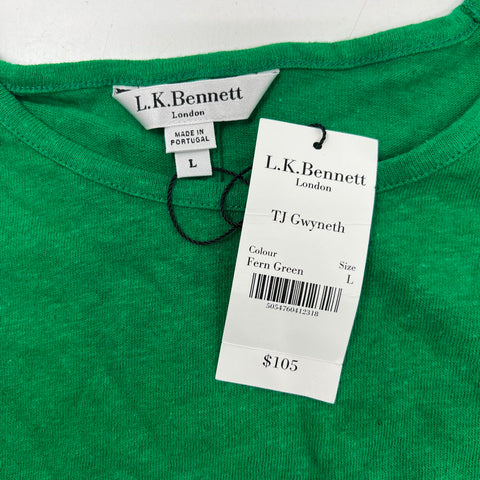 L.K.Bennett
London
MADE IN
PORTUGAL
L
L.K.Bennett
London
TJ Gwyneth
Colour
Size
Fern Green
L
5054760412318
$105